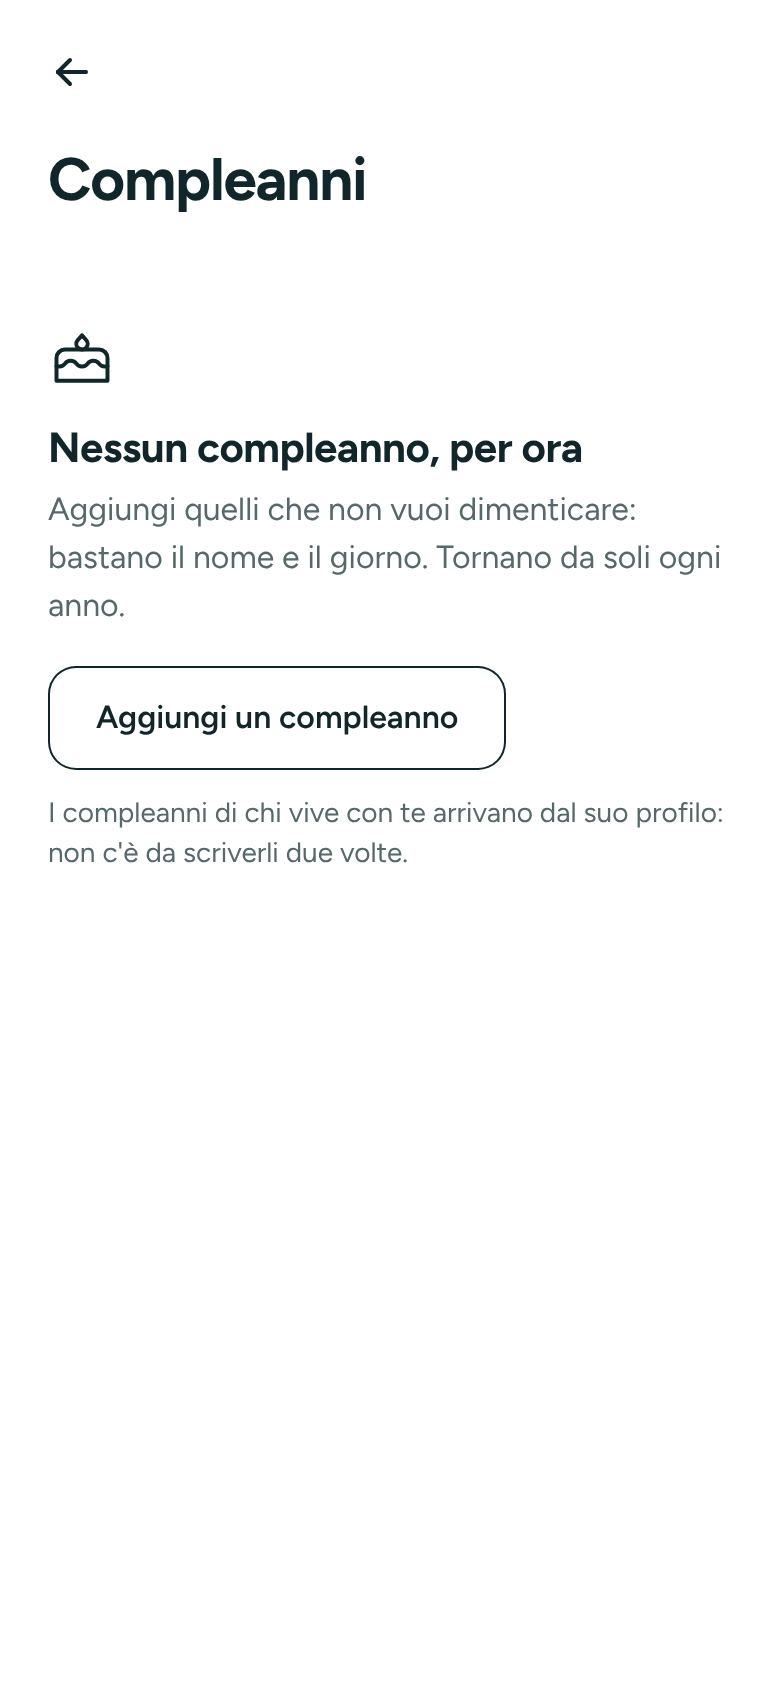 Compleanni
Nessun compleanno, per ora
Aggiungi quelli che non vuoi dimenticare:
bastano il nome e il giorno. Tornano da soli ogni
anno.
Aggiungi un compleanno
I compleanni di chi vive con te arrivano dal suo profilo:
non c'è da scriverli due volte.